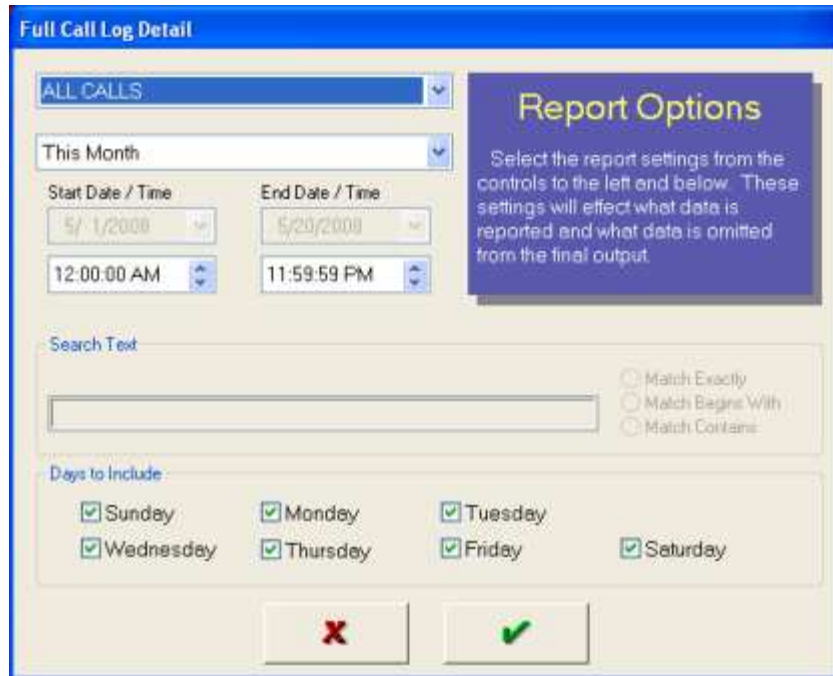 Full Call Log Detail
ALL CALLS
This Month
Start Date / Time
End Date / Time
5/ 1/2008
5/20/2008
12:00:00 AM
11:59:59 PM
Report Options
Select the report settings from the
controls to the left and below. These
settings will effect what data is
reported and what data is omitted
from the final output.
Search Text
Match Exactly
Match Begins With
Match Contains
Days to Include
Sunday
Monday
Tuesday
Wednesday
Thursday
Friday
Saturday